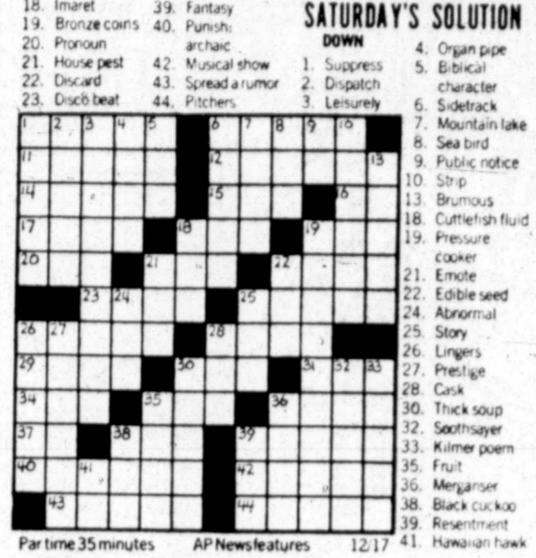 18. Imaret
19. Bronze coins
20. Pronoun
21. House pest
22. Discard
23. Disco beat
39. Fantasy
40. Punish:
archaic
42. Musical show
43. Spread a rumor
44. Pitchers
SATURDAY'S SOLUTION
DOWN
1. Suppress
2. Dispatch
3. Leisurely
4. Organ pipe
5. Biblical
character
6. Sidetrack
7. Mountain lake
8. Sea bird
9. Public notice
10. Strip
13. Brumous
18. Cuttlefish fluid
19. Pressure
cooker
21. Emote
22. Edible seed
24. Abnormal
25. Story
26. Lingers
27. Prestige
28. Cask
30. Thick soup
32. Soothsayer
33. Kilmer poem
35. Fruit
36. Merganser
38. Black cuckoo
39. Resentment
41. Hawaiian hawk
1 2 3 4 5 6 7 8 9 10
11 12 13
14 15 16
17 18 19
20 21 22
23 24 25
26 27 28
29 30 31 32 33
34 35 36
37 38 39
40 41 42
43 44
Par time 35 minutes AP Newsfeatures 12/17